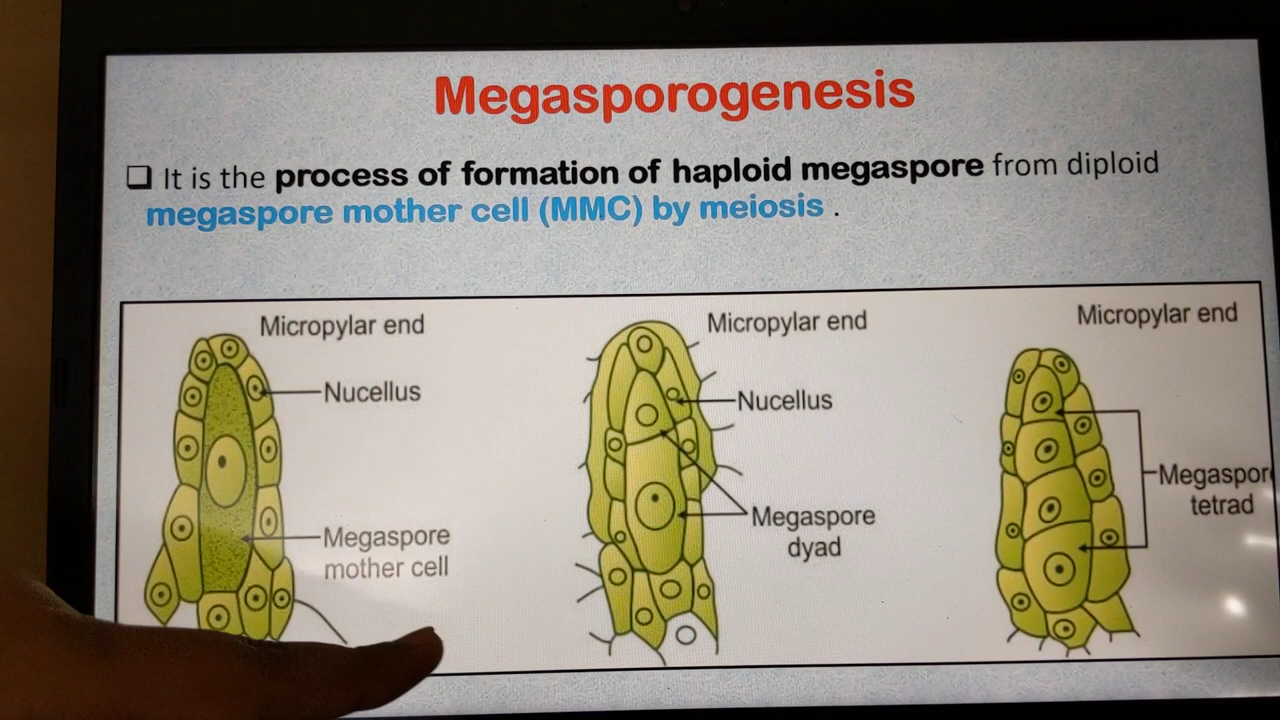 Megasporogenesis
❑ It is the process of formation of haploid megaspore from diploid
megaspore mother cell (MMC) by meiosis .
Micropylar end
Nucellus
Megaspore
mother cell
Micropylar end
Nucellus
Megaspore
dyad
Micropylar end
Megaspore
tetrad